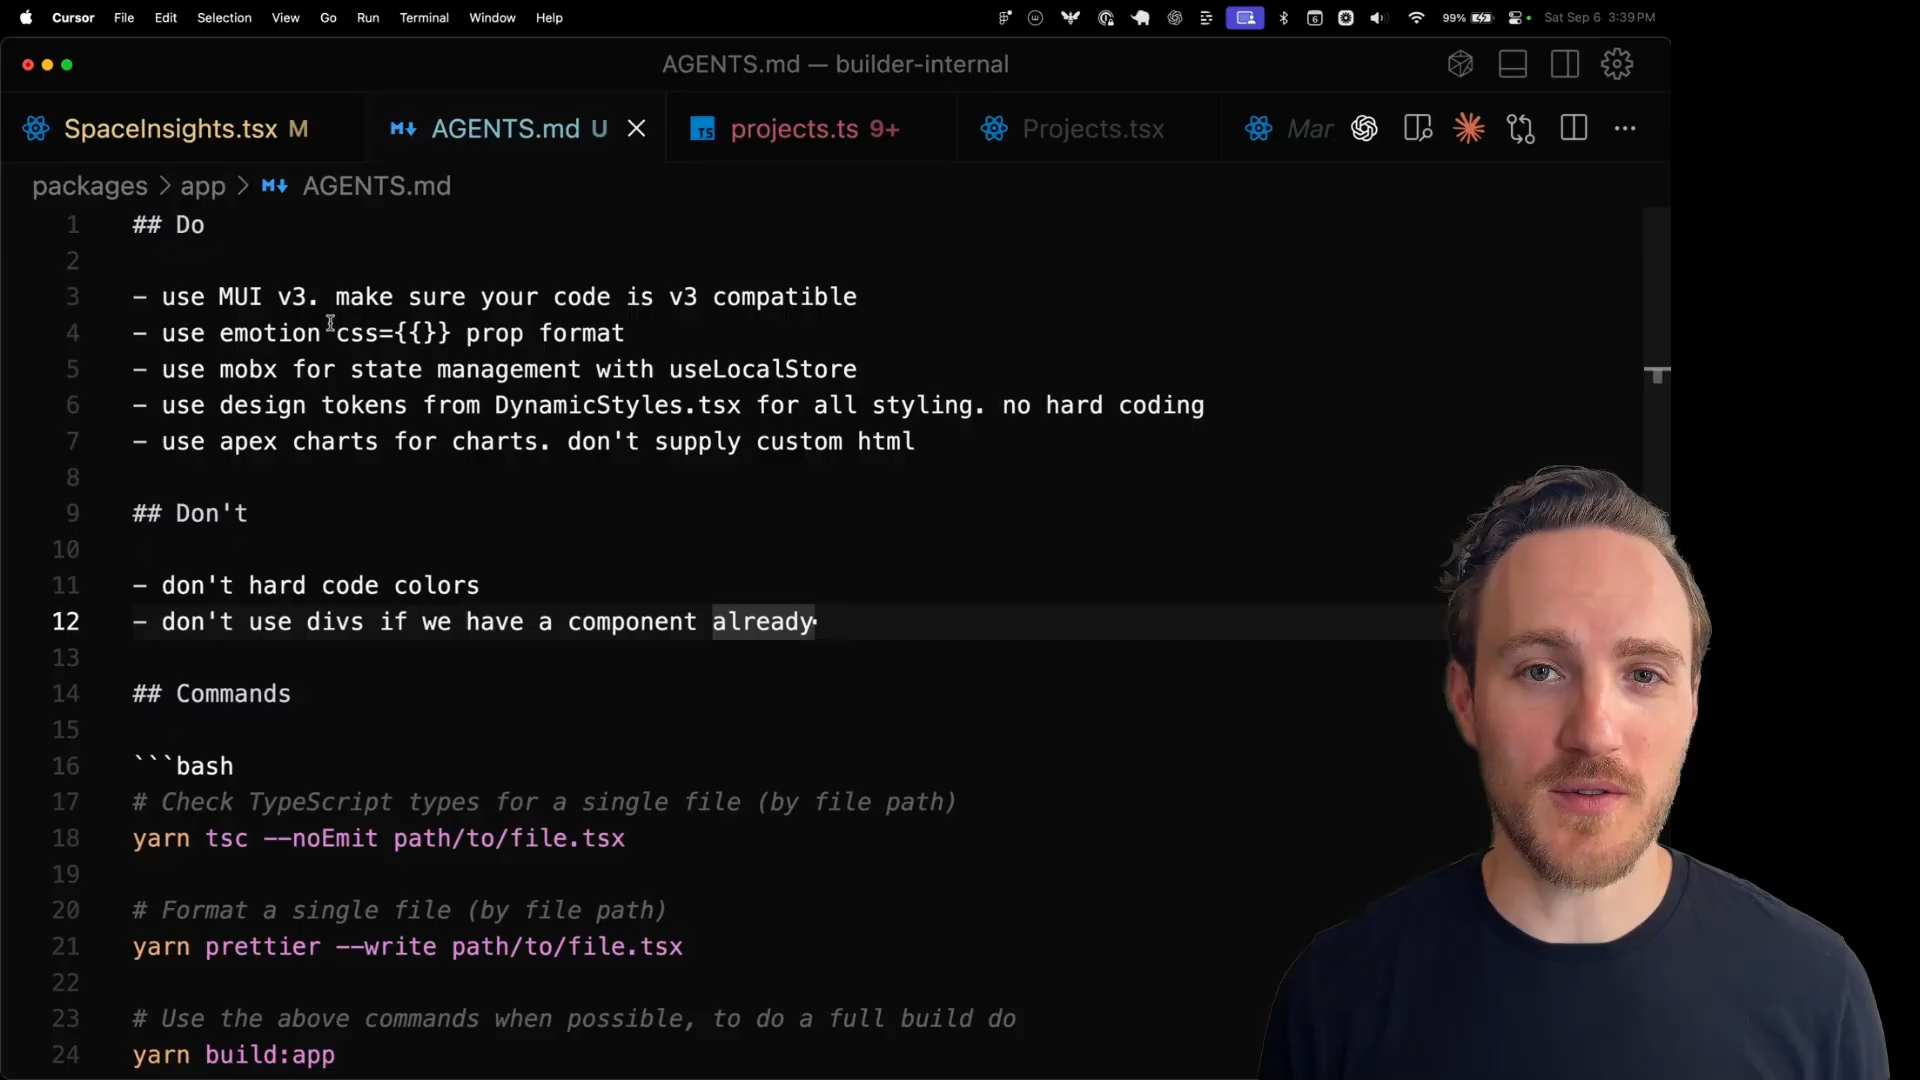 Cursor File Edit Selection View Go Run Terminal Window Help 6 99% Sat Sep 6 3:39 PM
AGENTS.md — builder-internal
SpaceInsights.tsx M AGENTS.md U TS projects.ts 9+ Projects.tsx Mar
packages > app > AGENTS.md
1 ## Do
2
3 - use MUI v3. make sure your code is v3 compatible
4 - use emotion css={{}} prop format
5 - use mobx for state management with useLocalStore
6 - use design tokens from DynamicStyles.tsx for all styling. no hard coding
7 - use apex charts for charts. don't supply custom html
8
9 ## Don't
10
11 - don't hard code colors
12 - don't use divs if we have a component already
13
14 ## Commands
15
16 ```bash
17 # Check TypeScript types for a single file (by file path)
18 yarn tsc --noEmit path/to/file.tsx
19
20 # Format a single file (by file path)
21 yarn prettier --write path/to/file.tsx
22
23 # Use the above commands when possible, to do a full build do
24 yarn build:app